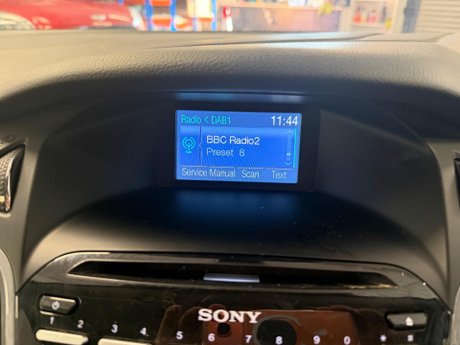 Radio < DAB1 11:44
BBC Radio2
Preset 8
Service Manual Scan Text
SONY
1 2 3 4 5 6 7 8 9 0 * #